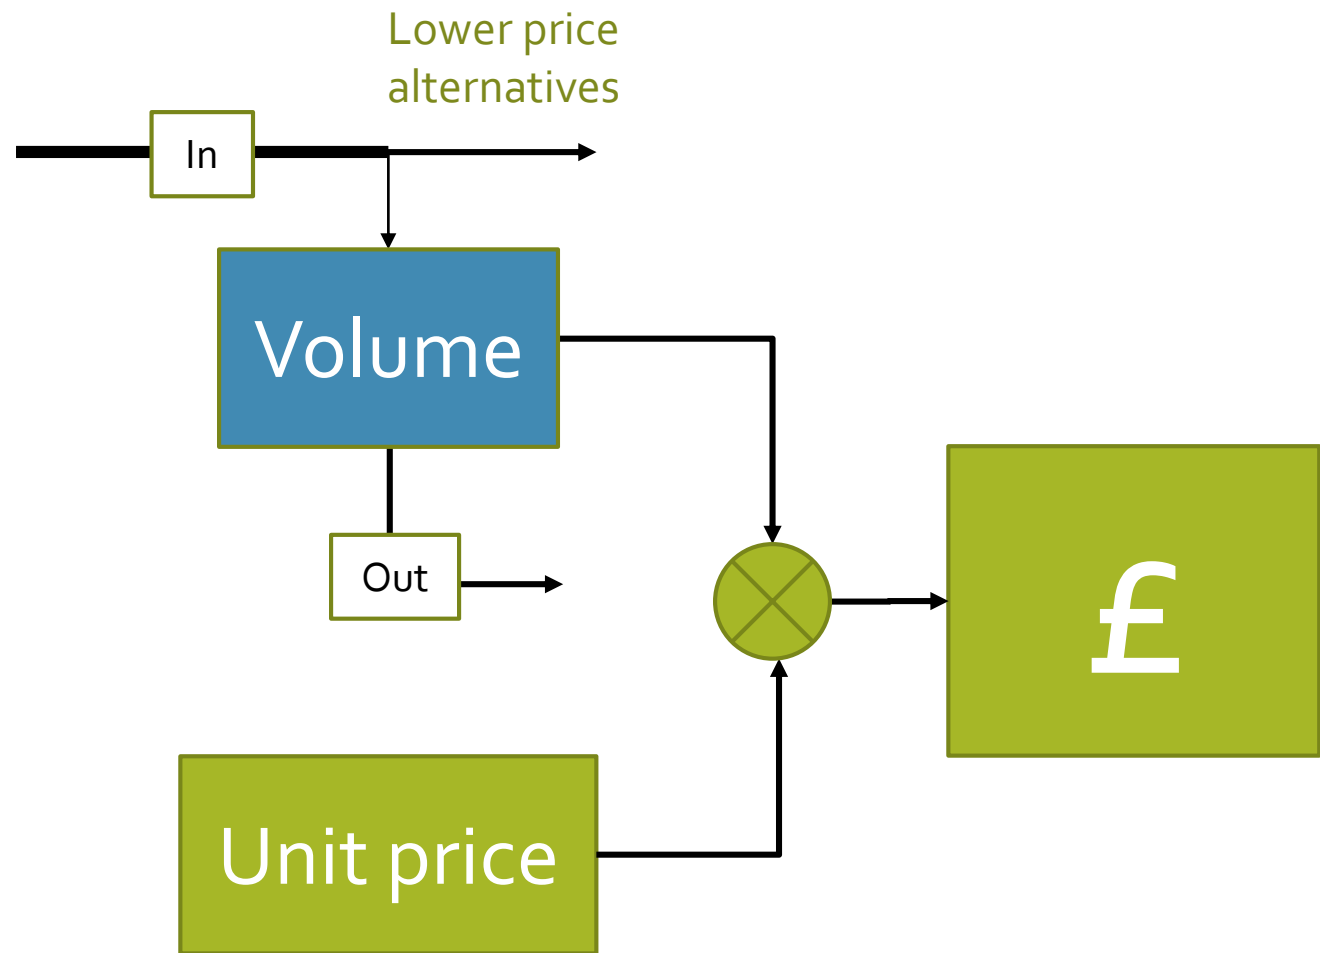 Lower price
alternatives
In
Volume
Out
£
Unit price